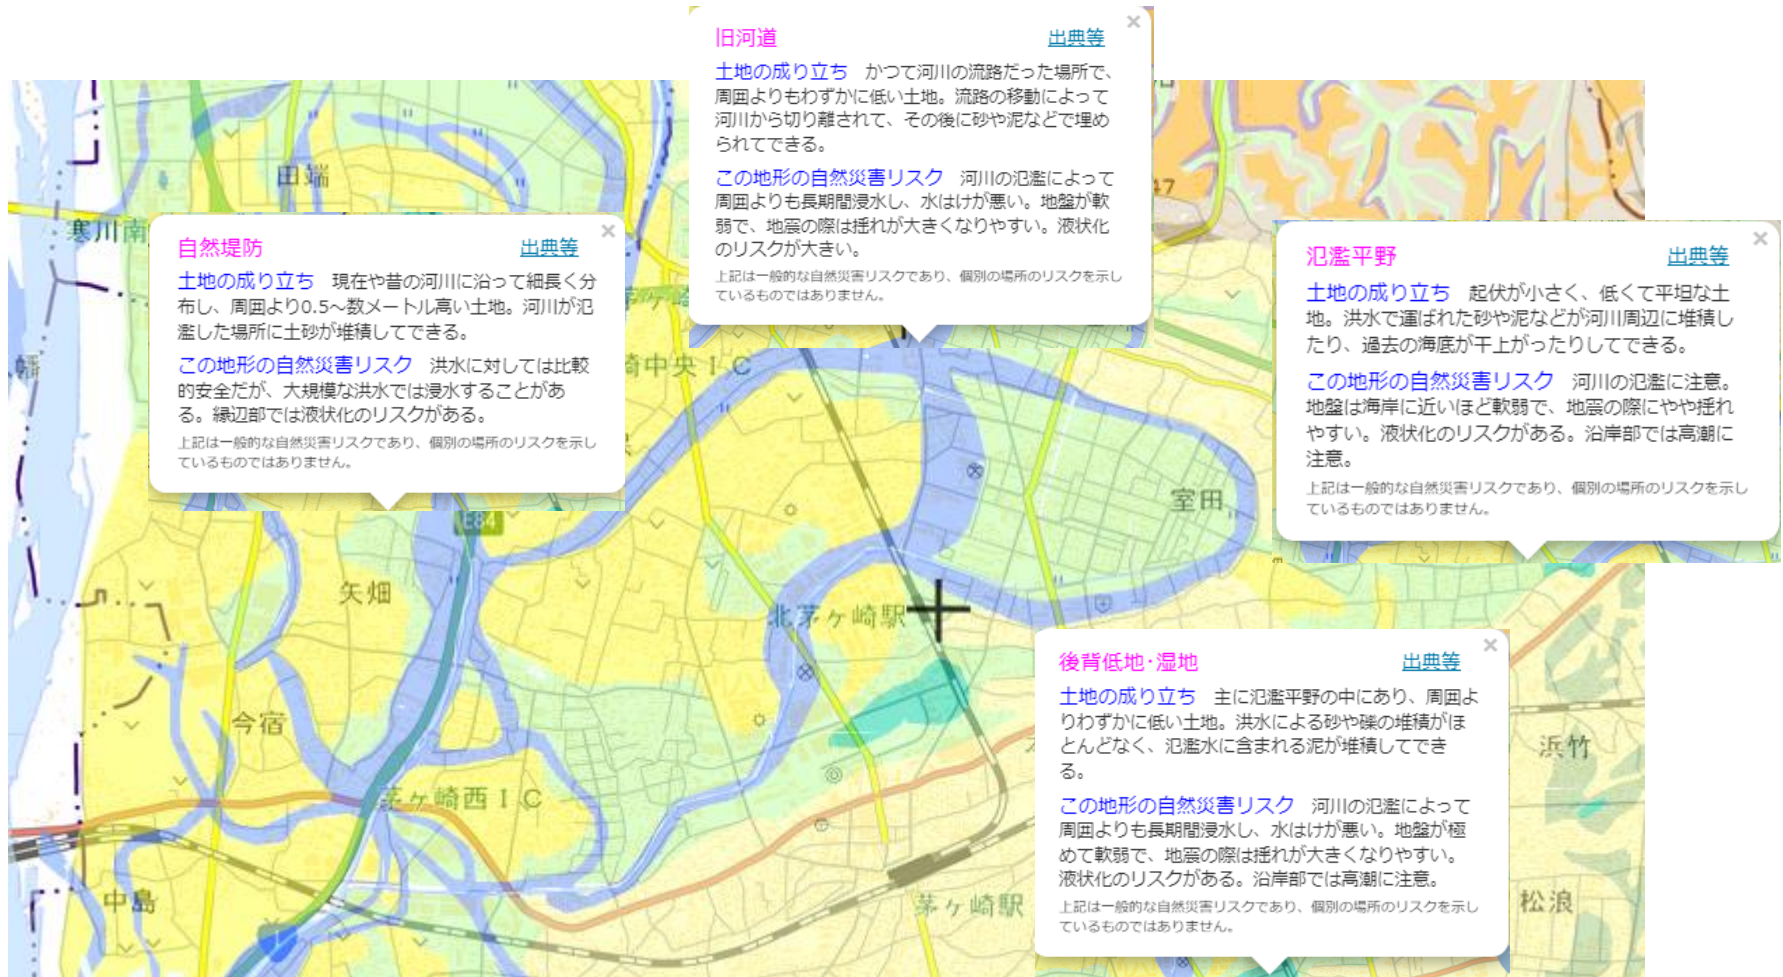 旧河道 出典等 ×
土地の成り立ち かつて河川の流路だった場所で、
周囲よりもわずかに低い土地。流路の移動によって
河川から切り離されて、その後に砂や泥などで埋め
られてできる。
この地形の自然災害リスク 河川の氾濫によって
周囲よりも長期間浸水し、水はけが悪い。地盤が軟
弱で、地震の際は揺れが大きくなりやすい。液状化
のリスクが大きい。
上記は一般的な自然災害リスクであり、個別の場所のリスクを示し
ているものではありません。
田端
47
寒川南
自然堤防 出典等 ×
土地の成り立ち 現在や昔の河川に沿って細長く分
布し、周囲より0.5～数メートル高い土地。河川が氾
濫した場所に土砂が堆積してできる。
この地形の自然災害リスク 洪水に対しては比較
的安全だが、大規模な洪水では浸水することがあ
る。縁辺部では液状化のリスクがある。
上記は一般的な自然災害リスクであり、個別の場所のリスクを示し
ているものではありません。
氾濫平野 出典等 ×
土地の成り立ち 起伏が小さく、低くて平坦な土
地。洪水で運ばれた砂や泥などが河川周辺に堆積し
たり、過去の海底が干上がったりしてできる。
この地形の自然災害リスク 河川の氾濫に注意。
地盤は海岸に近いほど軟弱で、地震の際にやや揺れ
やすい。液状化のリスクがある。沿岸部では高潮に
注意。
上記は一般的な自然災害リスクであり、個別の場所のリスクを示し
ているものではありません。
崎中央IC
室田
E84
矢畑
北茅ヶ崎駅
後背低地・湿地 出典等 ×
土地の成り立ち 主に氾濫平野の中にあり、周囲よ
りわずかに低い土地。洪水による砂や礫の堆積がほ
とんどなく、氾濫水に含まれる泥が堆積してでき
る。
この地形の自然災害リスク 河川の氾濫によって
周囲よりも長期間浸水し、水はけが悪い。地盤が極
めて軟弱で、地震の際は揺れが大きくなりやすい。
液状化のリスクがある。沿岸部では高潮に注意。
上記は一般的な自然災害リスクであり、個別の場所のリスクを示し
ているものではありません。
今宿
浜竹
茅ヶ崎西IC
中島
茅ヶ崎駅
松浪